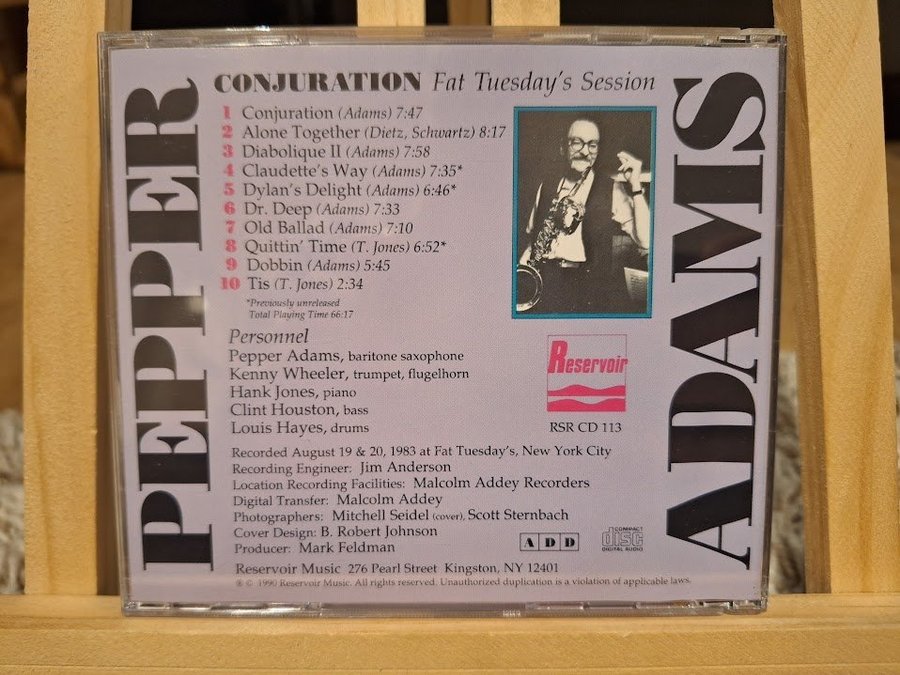 PEPPER
CONJURATION Fat Tuesday's Session
1 Conjuration (Adams) 7:47
2 Alone Together (Dietz, Schwartz) 8:17
3 Diabolique II (Adams) 7:58
4 Claudette's Way (Adams) 7:35*
5 Dylan's Delight (Adams) 6:46*
6 Dr. Deep (Adams) 7:33
7 Old Ballad (Adams) 7:10
8 Quittin' Time (T. Jones) 6:52*
9 Dobbin (Adams) 5:45
10 Tis (T. Jones) 2:34
*Previously unreleased
Total Playing Time 66:17
Personnel
Pepper Adams, baritone saxophone
Kenny Wheeler, trumpet, flugelhorn
Hank Jones, piano
Clint Houston, bass
Louis Hayes, drums
Reservoir
RSR CD 113
Recorded August 19 & 20, 1983 at Fat Tuesday's, New York City
Recording Engineer: Jim Anderson
Location Recording Facilities: Malcolm Addey Recorders
Digital Transfer: Malcolm Addey
Photographers: Mitchell Seidel (cover), Scott Sternbach
Cover Design: B. Robert Johnson
Producer: Mark Feldman
ADD
COMPACT
disc
DIGITAL AUDIO
Reservoir Music 276 Pearl Street Kingston, NY 12401
℗ © 1990 Reservoir Music. All rights reserved. Unauthorized duplication is a violation of applicable laws.
ADAMS